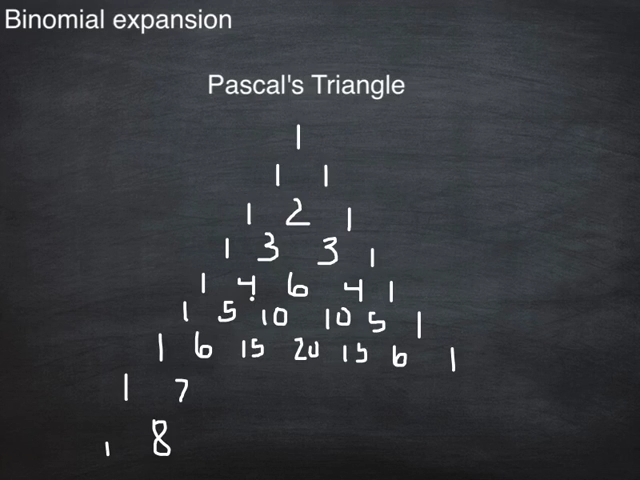 Binomial expansion
Pascal's Triangle
1
1 1
1 2 1
1 3 3 1
1 4 6 4 1
1 5 10 10 5 1
1 6 15 20 15 6 1
1 7
1 8